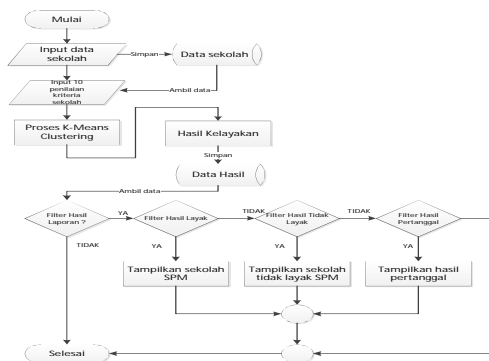 Mulai
Input data
sekolah
Simpan
Data sekolah
Input 10
penilaian
kriteria
sekolah
Ambil data
Proses K-Means
Clustering
Hasil Kelayakan
Simpan
Data Hasil
Ambil data
Filter Hasil
Laporan ?
YA
Filter Hasil Layak
TIDAK
Filter Hasil Tidak
Layak
TIDAK
Filter Hasil
Pertanggal
TIDAK
YA
YA
YA
Tampilkan sekolah
SPM
Tampilkan sekolah
tidak layak SPM
Tampilkan hasil
pertanggal
Selesai